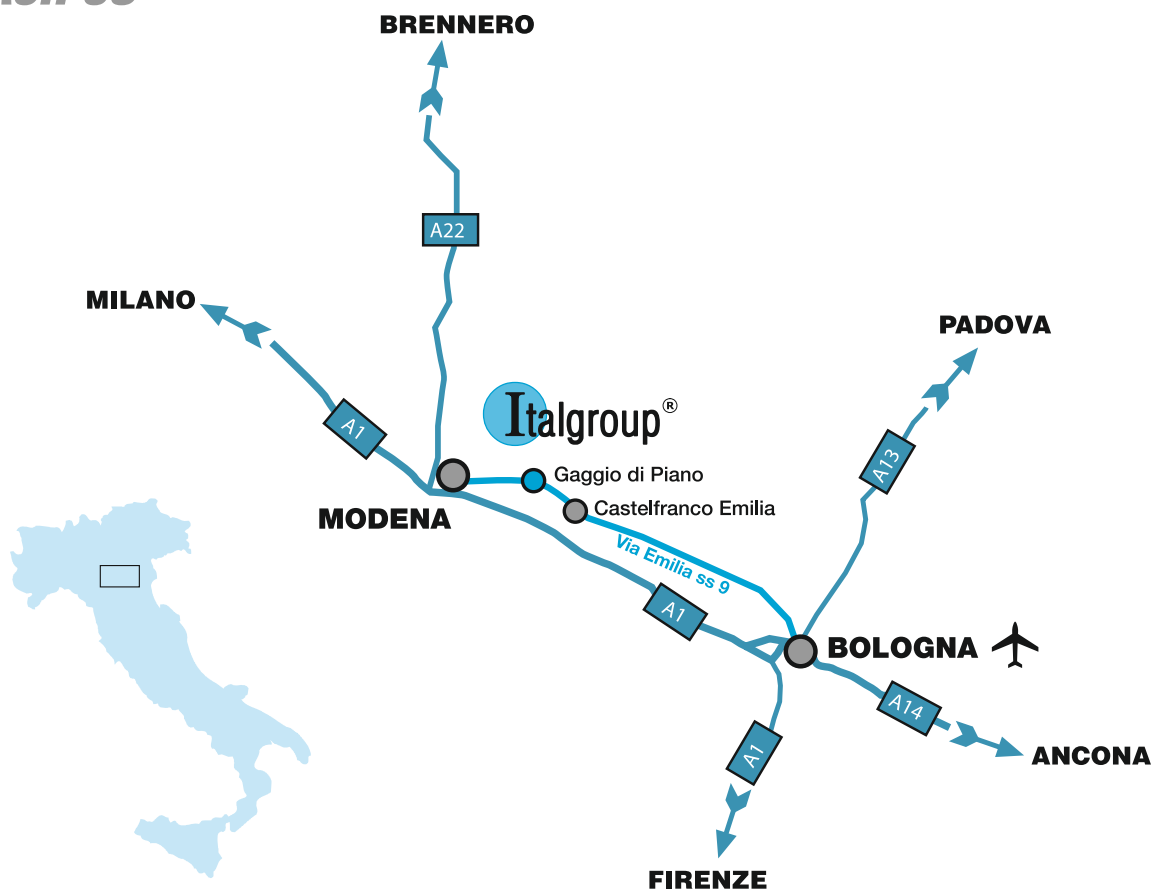 BRENNERO
A22
MILANO
PADOVA
A1
Italgroup®
A13
Gaggio di Piano
Castelfranco Emilia
MODENA
Via Emilia ss 9
A1
BOLOGNA
A14
A1
ANCONA
FIRENZE